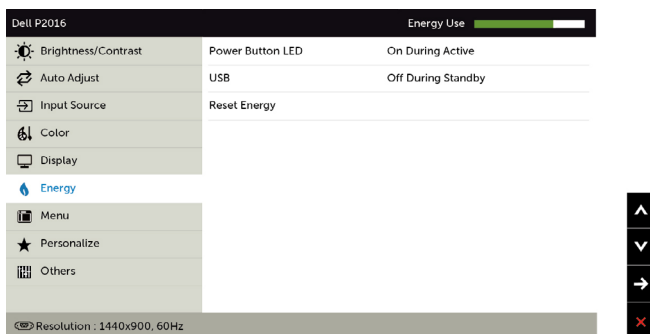 Dell P2016 Energy Use
Brightness/Contrast Power Button LED On During Active
Auto Adjust USB Off During Standby
Input Source Reset Energy
Color
Display
Energy
Menu
Personalize
Others
Resolution : 1440x900, 60Hz